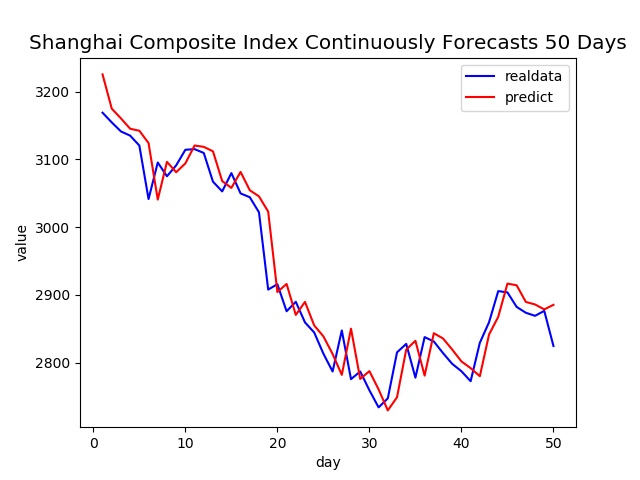 Shanghai Composite Index Continuously Forecasts 50 Days
realdata
predict
3200
3100
3000
2900
2800
value
0 10 20 30 40 50
day